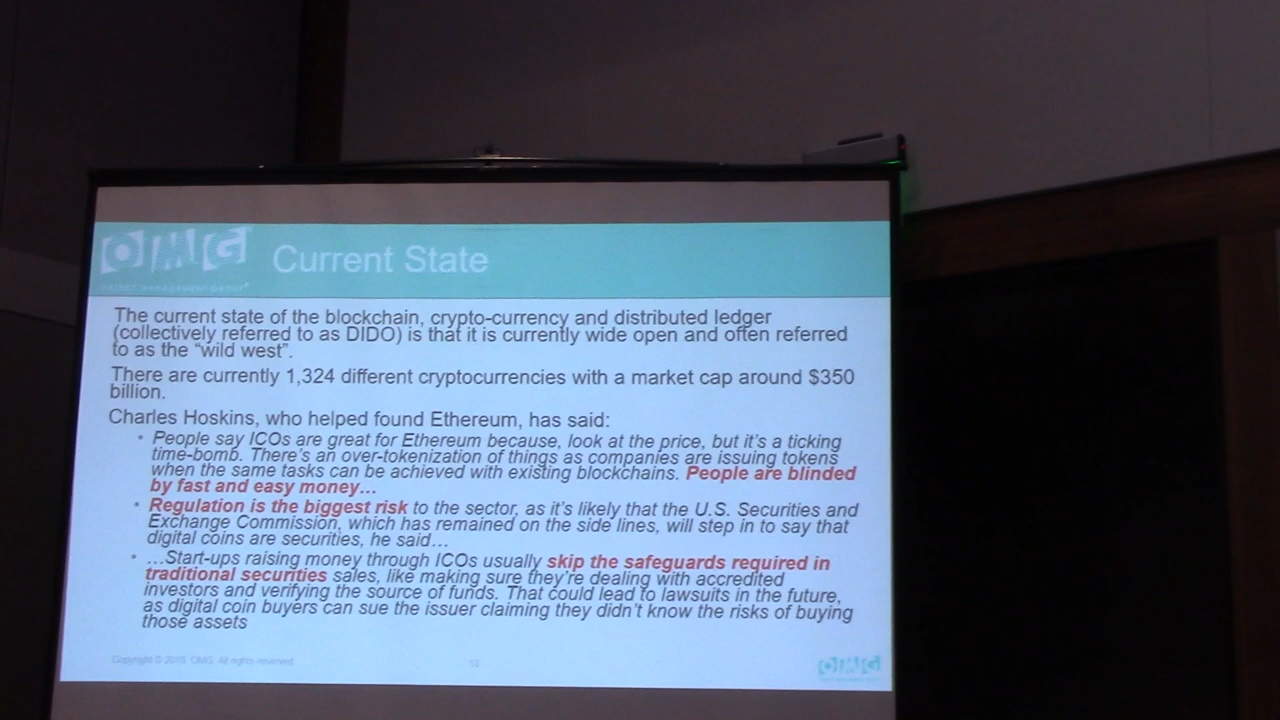 OMG
OBJECT MANAGEMENT GROUP
Current State
The current state of the blockchain, crypto-currency and distributed ledger
(collectively referred to as DIDO) is that it is currently wide open and often referred
to as the “wild west”.
There are currently 1,324 different cryptocurrencies with a market cap around $350
billion.
Charles Hoskins, who helped found Ethereum, has said:
• People say ICOs are great for Ethereum because, look at the price, but it’s a ticking
time-bomb. There’s an over-tokenization of things as companies are issuing tokens
when the same tasks can be achieved with existing blockchains. People are blinded
by fast and easy money…
• Regulation is the biggest risk to the sector, as it’s likely that the U.S. Securities and
Exchange Commission, which has remained on the side lines, will step in to say that
digital coins are securities, he said…
• …Start-ups raising money through ICOs usually skip the safeguards required in
traditional securities sales, like making sure they’re dealing with accredited
investors and verifying the source of funds. That could lead to lawsuits in the future,
as digital coin buyers can sue the issuer claiming they didn’t know the risks of buying
those assets
Copyright © OMG. All rights reserved.
10
OMG